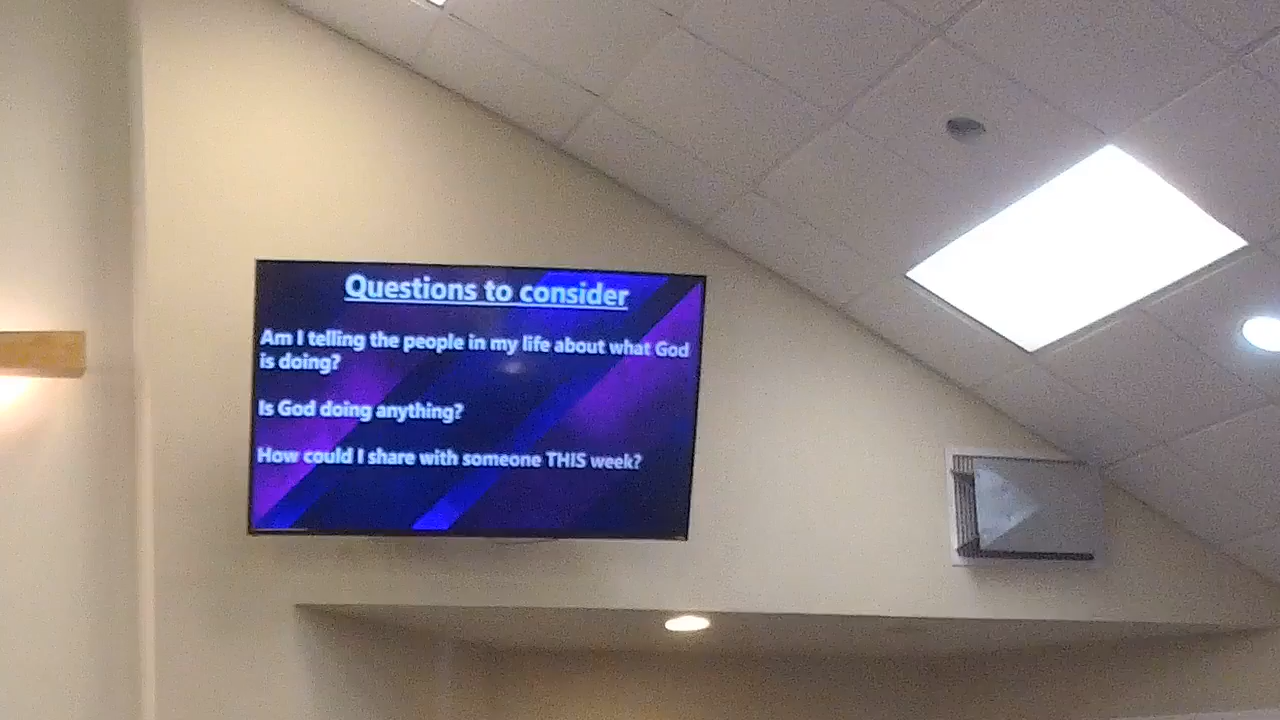 Questions to consider
Am I telling the people in my life about what God
is doing?
Is God doing anything?
How could I share with someone THIS week?